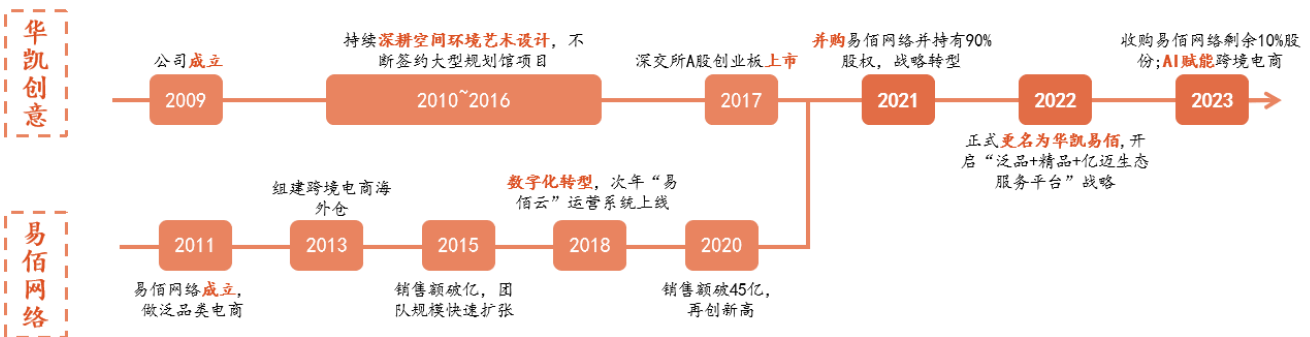 华凯创意
公司成立
2009
持续深耕空间环境艺术设计，不
断签约大型规划馆项目
2010~2016
深交所A股创业板上市
2017
并购易佰网络并持有90%
股权，战略转型
2021
2022
正式更名为华凯易佰,开
启“泛品+精品+亿迈生态
服务平台”战略
收购易佰网络剩余10%股
份;AI赋能跨境电商
2023
易佰网络
2011
易佰网络成立，
做泛品类电商
组建跨境电商海
外仓
2013
2015
销售额破亿，团
队规模快速扩张
数字化转型，次年“易
佰云”运营系统上线
2018
2020
销售额破45亿，
再创新高